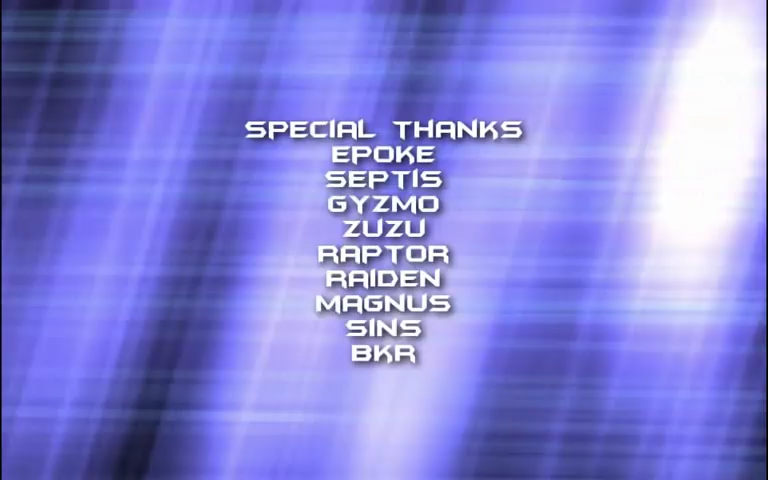 SPECIAL THANKS
EPOKE
SEPTIS
GYZMO
ZUZU
RAPTOR
RAIDEN
MAGNUS
SINS
BKR